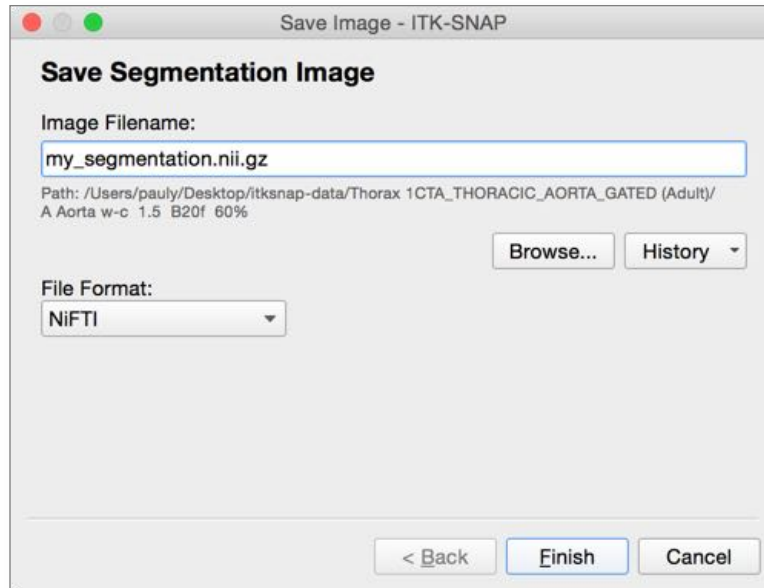 Save Image - ITK-SNAP
Save Segmentation Image
Image Filename:
my_segmentation.nii.gz
Path: /Users/pauly/Desktop/itksnap-data/Thorax 1CTA_THORACIC_AORTA_GATED (Adult)/
A Aorta w-c  1.5  B20f  60%
Browse... History
File Format:
NiFTI
< Back Finish Cancel